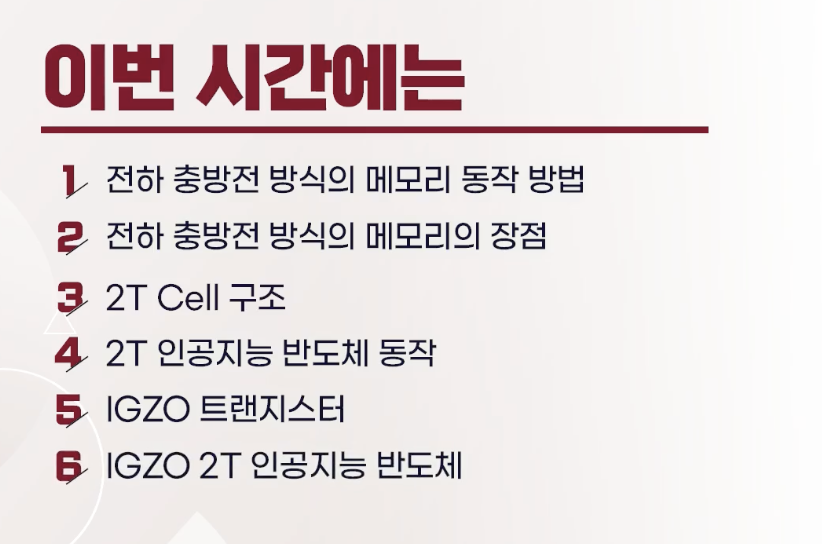 이번 시간에는
1 전하 충방전 방식의 메모리 동작 방법
2 전하 충방전 방식의 메모리의 장점
3 2T Cell 구조
4 2T 인공지능 반도체 동작
5 IGZO 트랜지스터
6 IGZO 2T 인공지능 반도체